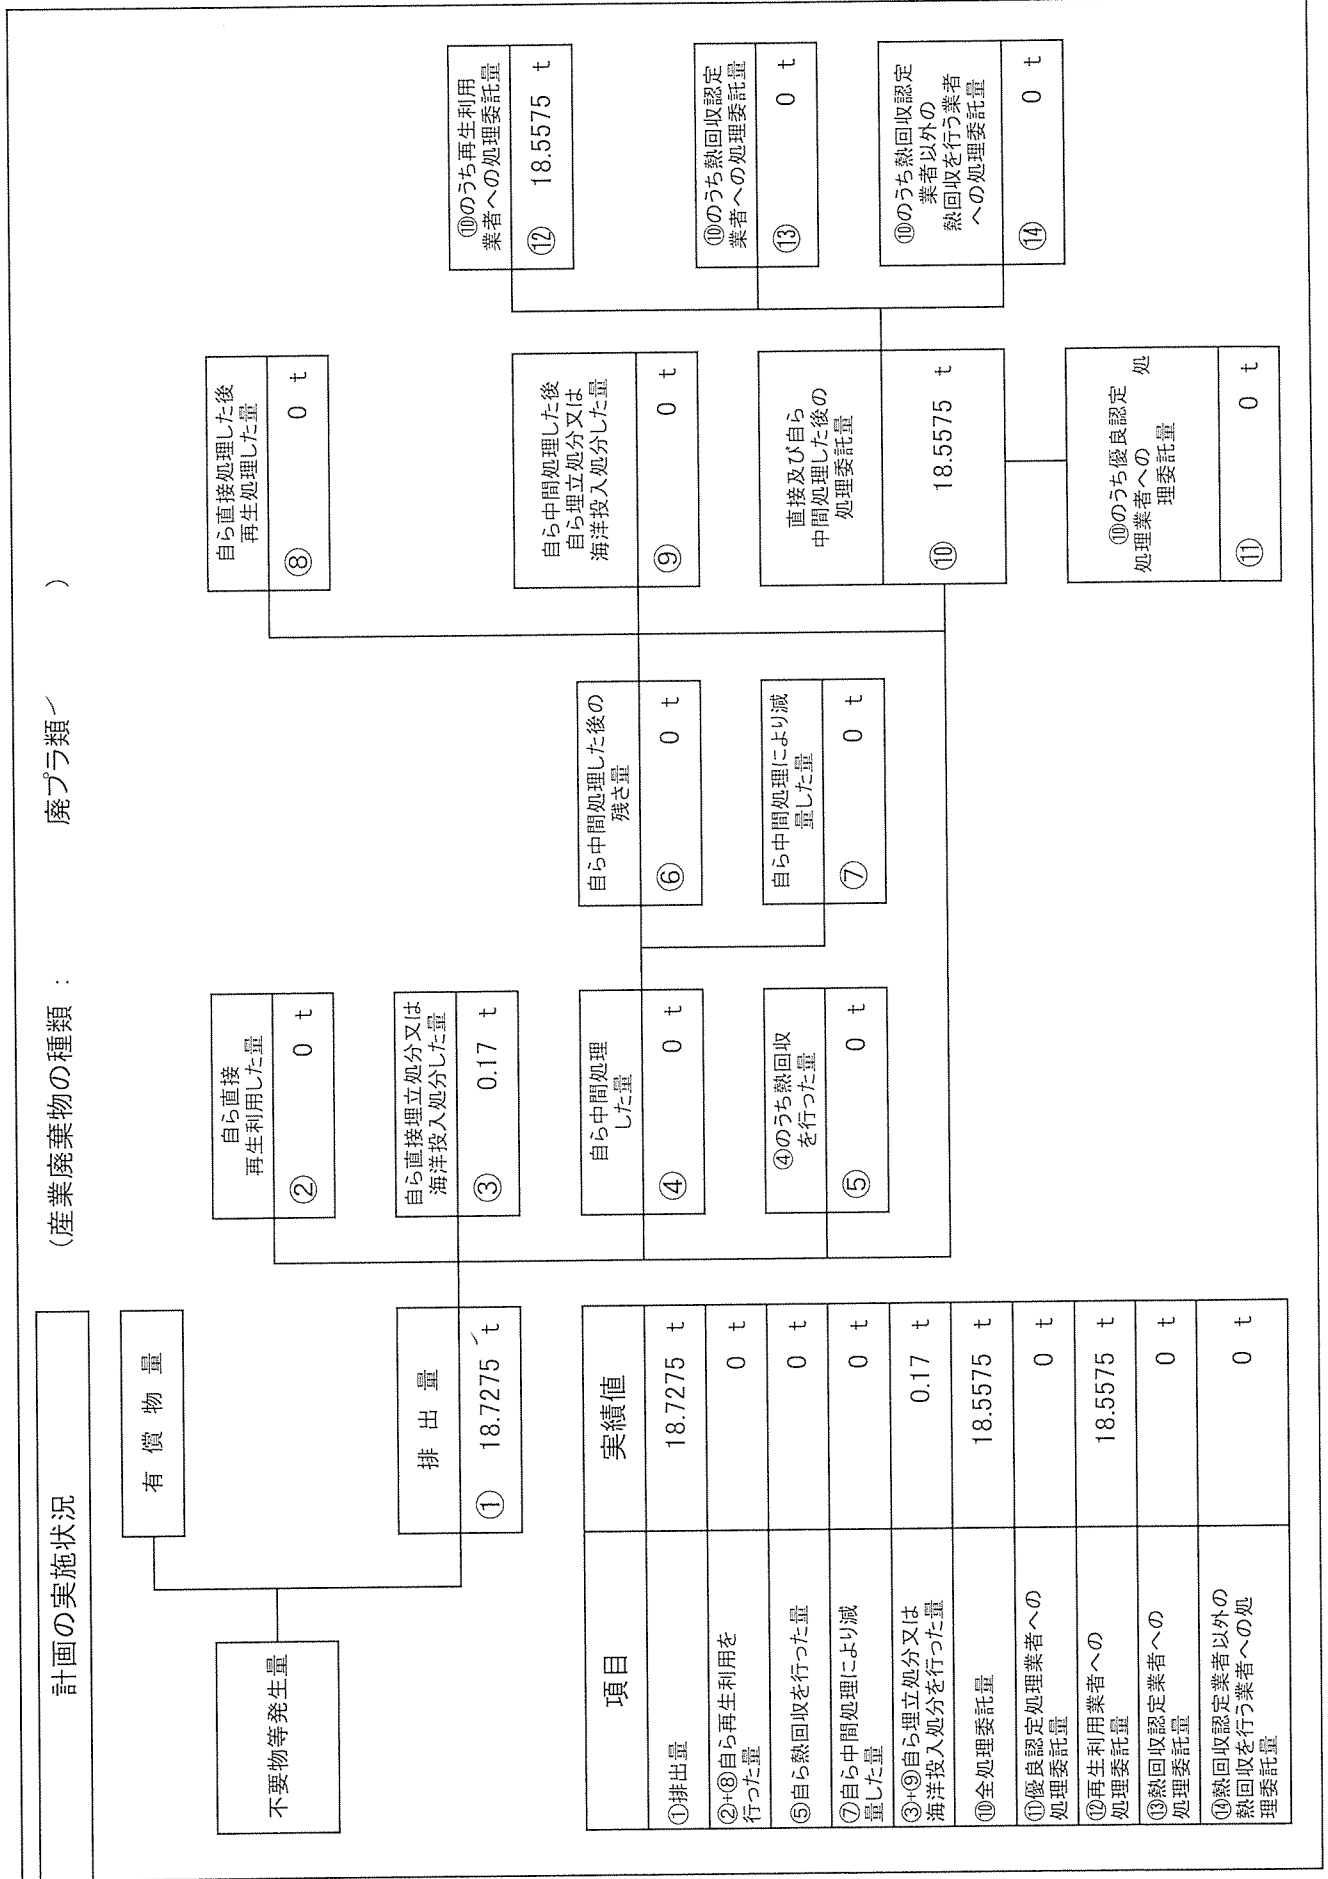 計画の実施状況
（産業廃棄物の種類 ： 廃プラ類 ）
不要物等発生量
有 償 物 量
排 出 量
① 18.7275 t
自ら直接
再生利用した量
② 0 t
自ら直接埋立処分又は
海洋投入処分した量
③ 0.17 t
自ら中間処理
した量
④ 0 t
④のうち熱回収
を行った量
⑤ 0 t
自ら中間処理した後の
残さ量
⑥ 0 t
自ら中間処理により減
量した量
⑦ 0 t
自ら直接処理した後
再生処理した量
⑧ 0 t
自ら中間処理した後
自ら埋立処分又は
海洋投入処分した量
⑨ 0 t
直接及び自ら
中間処理した後の
処理委託量
⑩ 18.5575 t
⑩のうち優良認定 処
処理業者への
理委託量
⑪ 0 t
⑩のうち再生利用
業者への処理委託量
⑫ 18.5575 t
⑩のうち熱回収認定
業者への処理委託量
⑬ 0 t
⑩のうち熱回収認定
業者以外の
熱回収を行う業者
への処理委託量
⑭ 0 t
項目 実績値
①排出量 18.7275 t
②+⑧自ら再生利用を
行った量 0 t
⑤自ら熱回収を行った量 0 t
⑦自ら中間処理により減
量した量 0 t
③+⑨自ら埋立処分又は
海洋投入処分を行った量 0.17 t
⑩全処理委託量 18.5575 t
⑪優良認定処理業者への
処理委託量 0 t
⑫再生利用業者への
処理委託量 18.5575 t
⑬熱回収認定業者への
処理委託量 0 t
⑭熱回収認定業者以外の
熱回収を行う業者への処
理委託量 0 t